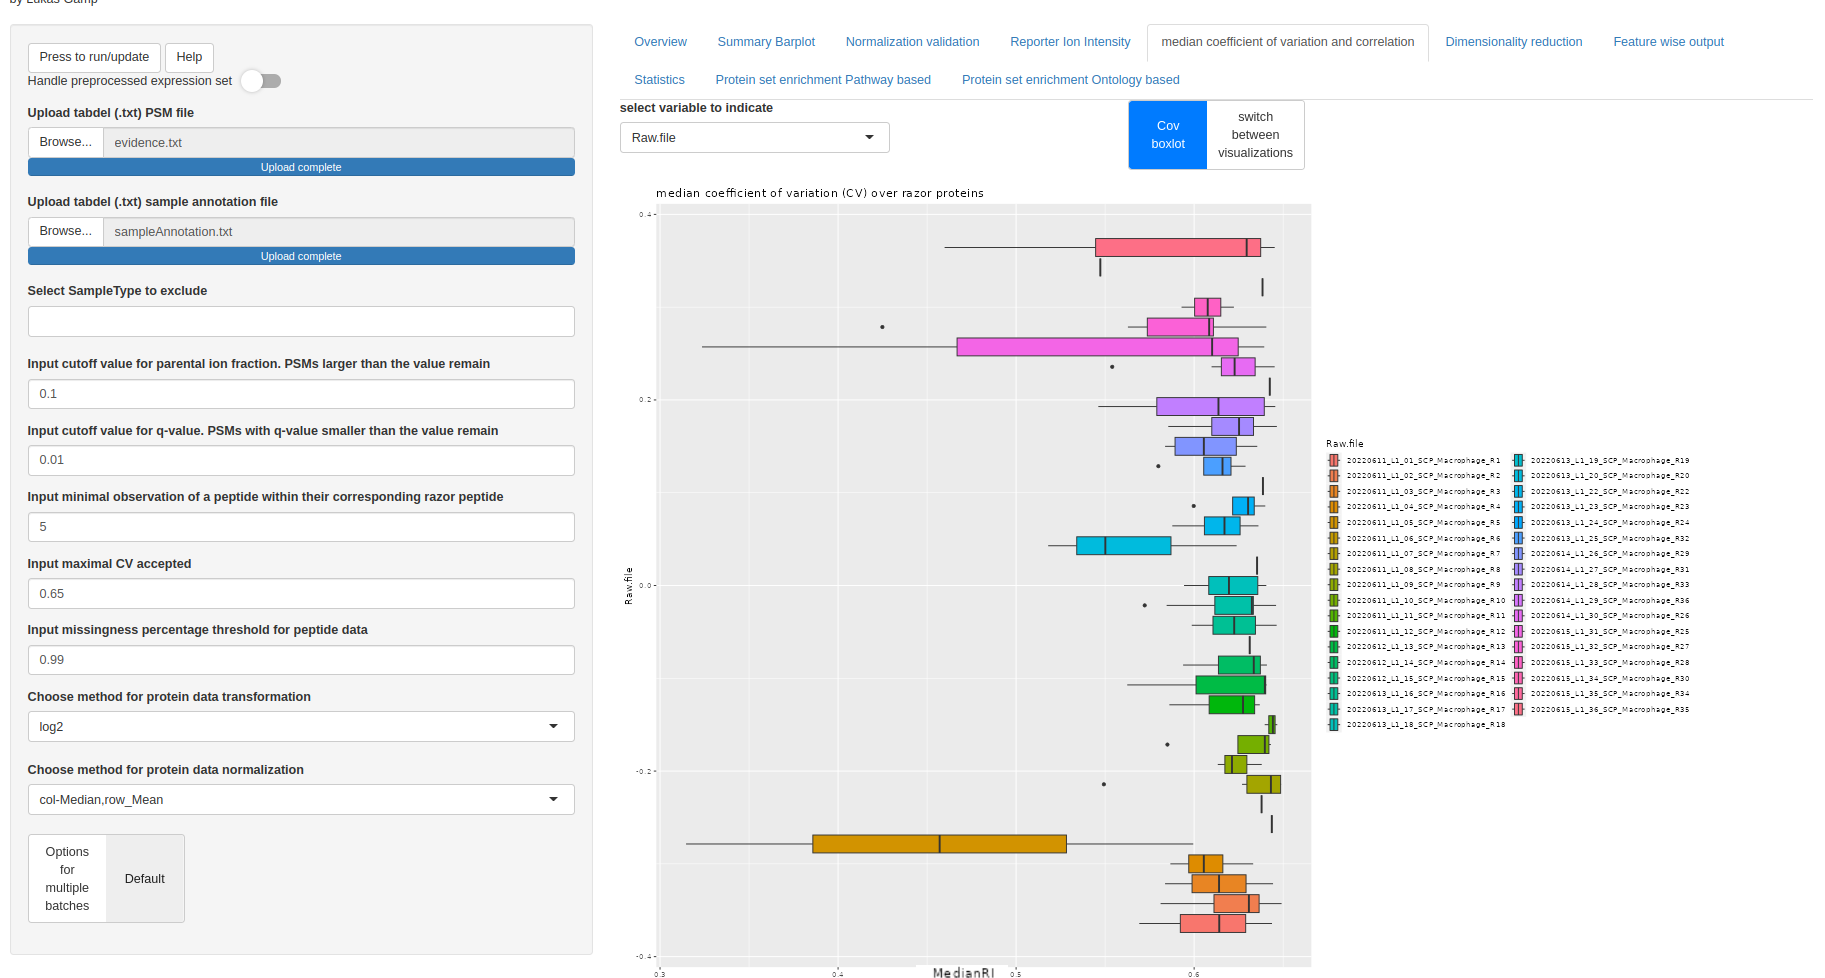 by Lukas Gamp
Press to run/update
Help
Handle preprocessed expression set
Upload tabdel (.txt) PSM file
Browse...
evidence.txt
Upload complete
Upload tabdel (.txt) sample annotation file
Browse...
sampleAnnotation.txt
Upload complete
Select SampleType to exclude
Input cutoff value for parental ion fraction. PSMs larger than the value remain
0.1
Input cutoff value for q-value. PSMs with q-value smaller than the value remain
0.01
Input minimal observation of a peptide within their corresponding razor peptide
5
Input maximal CV accepted
0.65
Input missingness percentage threshold for peptide data
0.99
Choose method for protein data transformation
log2
Choose method for protein data normalization
col-Median,row_Mean
Options
for
multiple
batches
Default
Overview
Summary Barplot
Normalization validation
Reporter Ion Intensity
median coefficient of variation and correlation
Dimensionality reduction
Feature wise output
Statistics
Protein set enrichment Pathway based
Protein set enrichment Ontology based
select variable to indicate
Raw.file
Cov
boxlot
switch
between
visualizations
median coefficient of variation (CV) over razor proteins
0.4
0.2
0.0
-0.2
-0.4
Raw.file
0.3
0.4
0.5
0.6
MedianRI
Raw.file
20220611_L1_01_SCP_Macrophage_R1
20220611_L1_02_SCP_Macrophage_R2
20220611_L1_03_SCP_Macrophage_R3
20220611_L1_04_SCP_Macrophage_R4
20220611_L1_05_SCP_Macrophage_R5
20220611_L1_06_SCP_Macrophage_R6
20220611_L1_07_SCP_Macrophage_R7
20220611_L1_08_SCP_Macrophage_R8
20220611_L1_09_SCP_Macrophage_R9
20220611_L1_10_SCP_Macrophage_R10
20220611_L1_11_SCP_Macrophage_R11
20220611_L1_12_SCP_Macrophage_R12
20220612_L1_13_SCP_Macrophage_R13
20220612_L1_14_SCP_Macrophage_R14
20220612_L1_15_SCP_Macrophage_R15
20220613_L1_16_SCP_Macrophage_R16
20220613_L1_17_SCP_Macrophage_R17
20220613_L1_18_SCP_Macrophage_R18
20220613_L1_19_SCP_Macrophage_R19
20220613_L1_20_SCP_Macrophage_R20
20220613_L1_22_SCP_Macrophage_R22
20220613_L1_23_SCP_Macrophage_R23
20220613_L1_24_SCP_Macrophage_R24
20220613_L1_25_SCP_Macrophage_R32
20220614_L1_26_SCP_Macrophage_R29
20220614_L1_27_SCP_Macrophage_R31
20220614_L1_28_SCP_Macrophage_R33
20220614_L1_29_SCP_Macrophage_R36
20220614_L1_30_SCP_Macrophage_R26
20220615_L1_31_SCP_Macrophage_R25
20220615_L1_32_SCP_Macrophage_R27
20220615_L1_33_SCP_Macrophage_R28
20220615_L1_34_SCP_Macrophage_R30
20220615_L1_35_SCP_Macrophage_R34
20220615_L1_36_SCP_Macrophage_R35